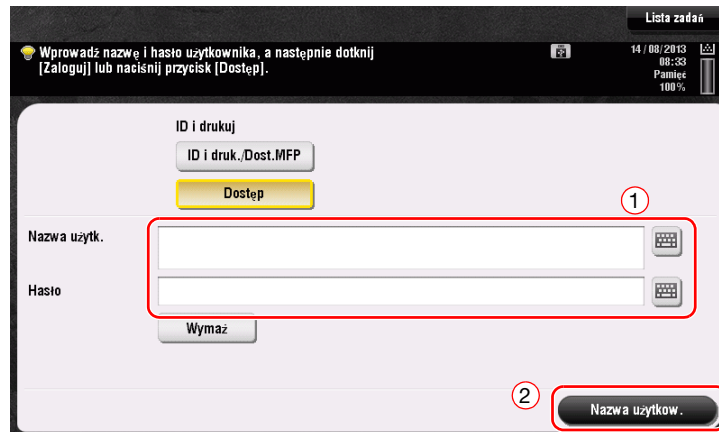 Lista zadań
Wprowadź nazwę i hasło użytkownika, a następnie dotknij
[Zaloguj] lub naciśnij przycisk [Dostęp].
14/08/2013
08:33
Pamięć
100%
ID i drukuj
ID i druk./Dost.MFP
Dostęp
1
Nazwa użytk.
Hasło
Wymaż
2
Nazwa użytkow.